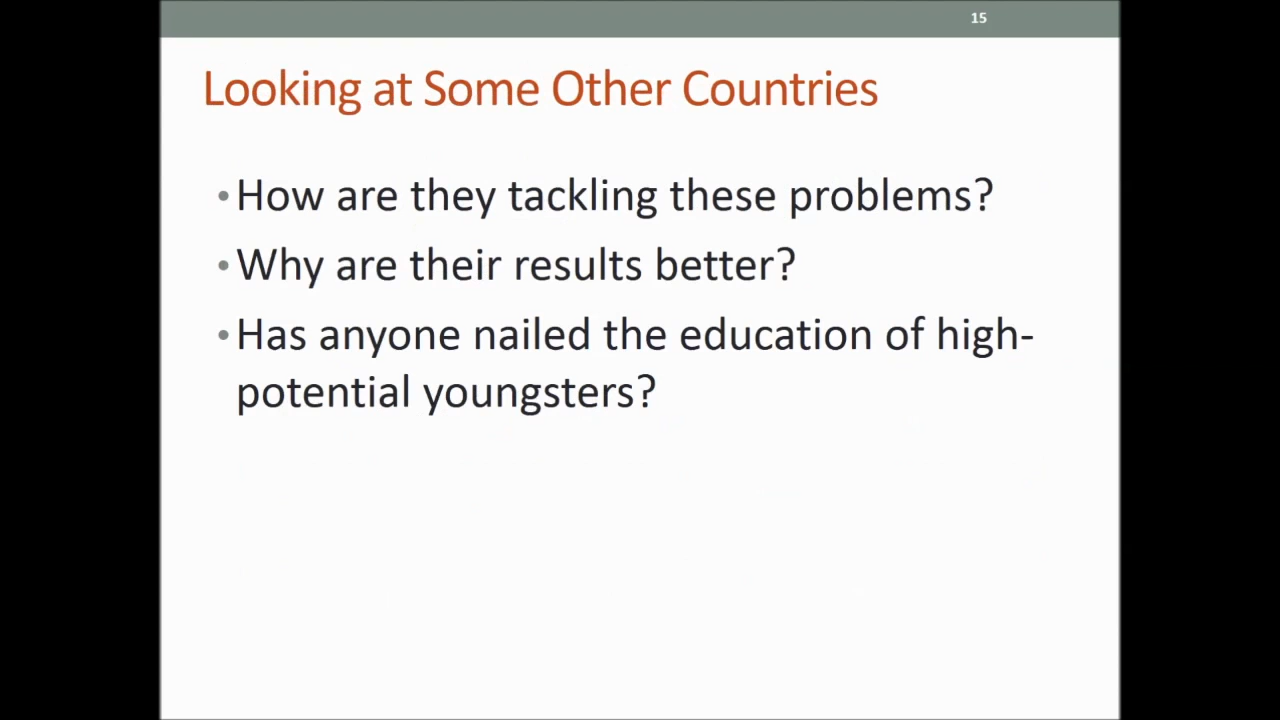 15
Looking at Some Other Countries
•How are they tackling these problems?
•Why are their results better?
•Has anyone nailed the education of high-
potential youngsters?